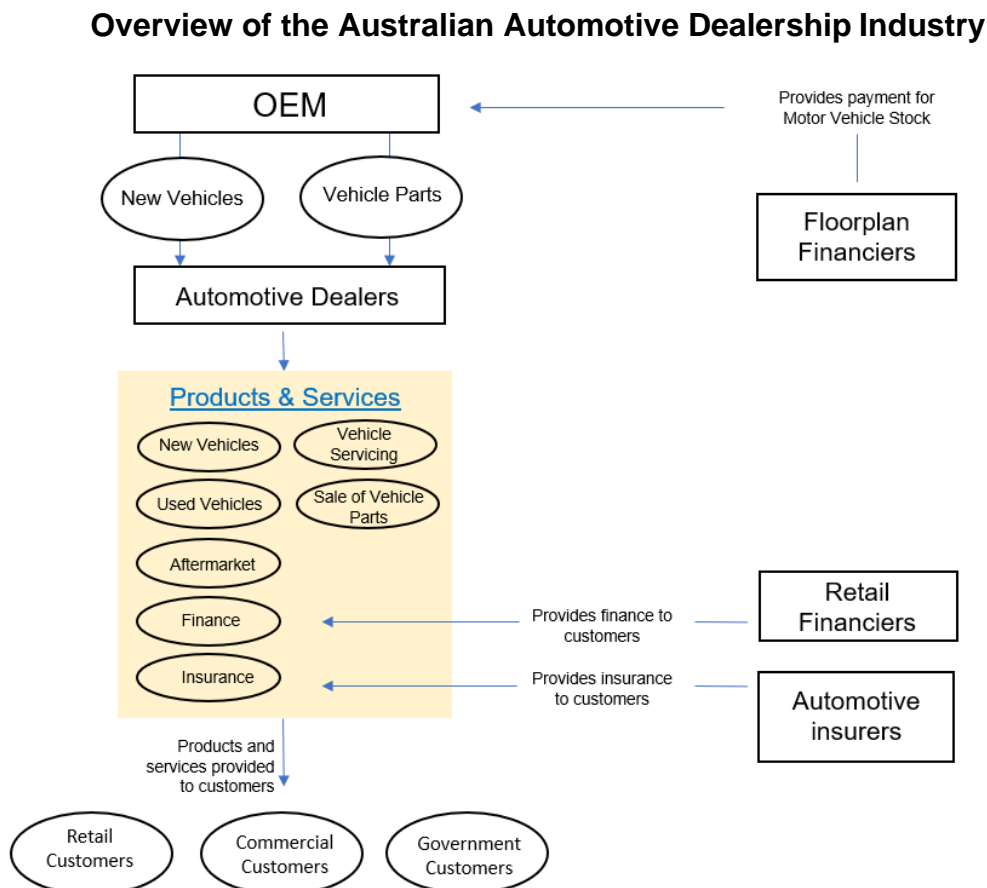 Overview of the Australian Automotive Dealership Industry
OEM
Provides payment for
Motor Vehicle Stock
New Vehicles
Vehicle Parts
Floorplan
Financiers
Automotive Dealers
Products & Services
New Vehicles
Vehicle
Servicing
Used Vehicles
Sale of Vehicle
Parts
Aftermarket
Finance
Provides finance to
customers
Retail
Financiers
Insurance
Provides insurance
to customers
Automotive
insurers
Products and
services provided
to customers
Retail
Customers
Commercial
Customers
Government
Customers